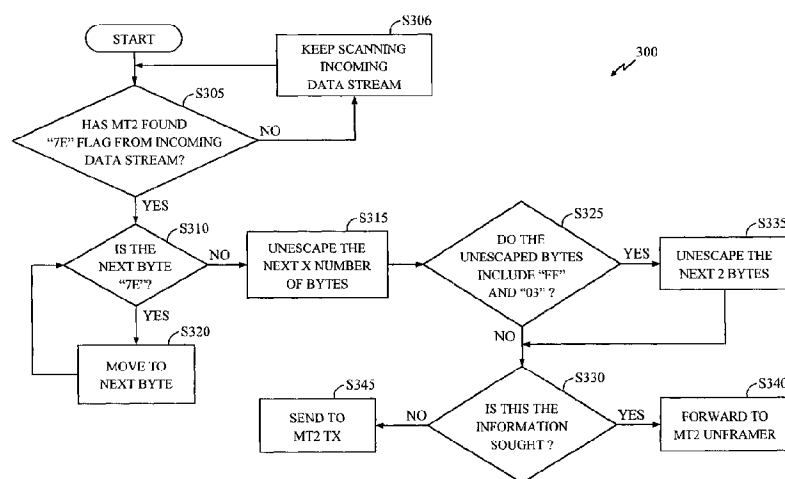 START
S306
KEEP SCANNING
INCOMING
DATA STREAM
300
S305
HAS MT2 FOUND
"7E" FLAG FROM INCOMING
DATA STREAM?
NO
YES
S310
IS THE
NEXT BYTE
"7E"?
NO
YES
S315
UNESCAPE THE
NEXT X NUMBER
OF BYTES
S325
DO THE
UNESCAPED BYTES
INCLUDE "FF"
AND "03" ?
YES
NO
S335
UNESCAPE THE
NEXT 2 BYTES
S320
MOVE TO
NEXT BYTE
S345
SEND TO
MT2 TX
NO
S330
IS THIS THE
INFORMATION
SOUGHT ?
YES
S340
FORWARD TO
MT2 UNFRAMER